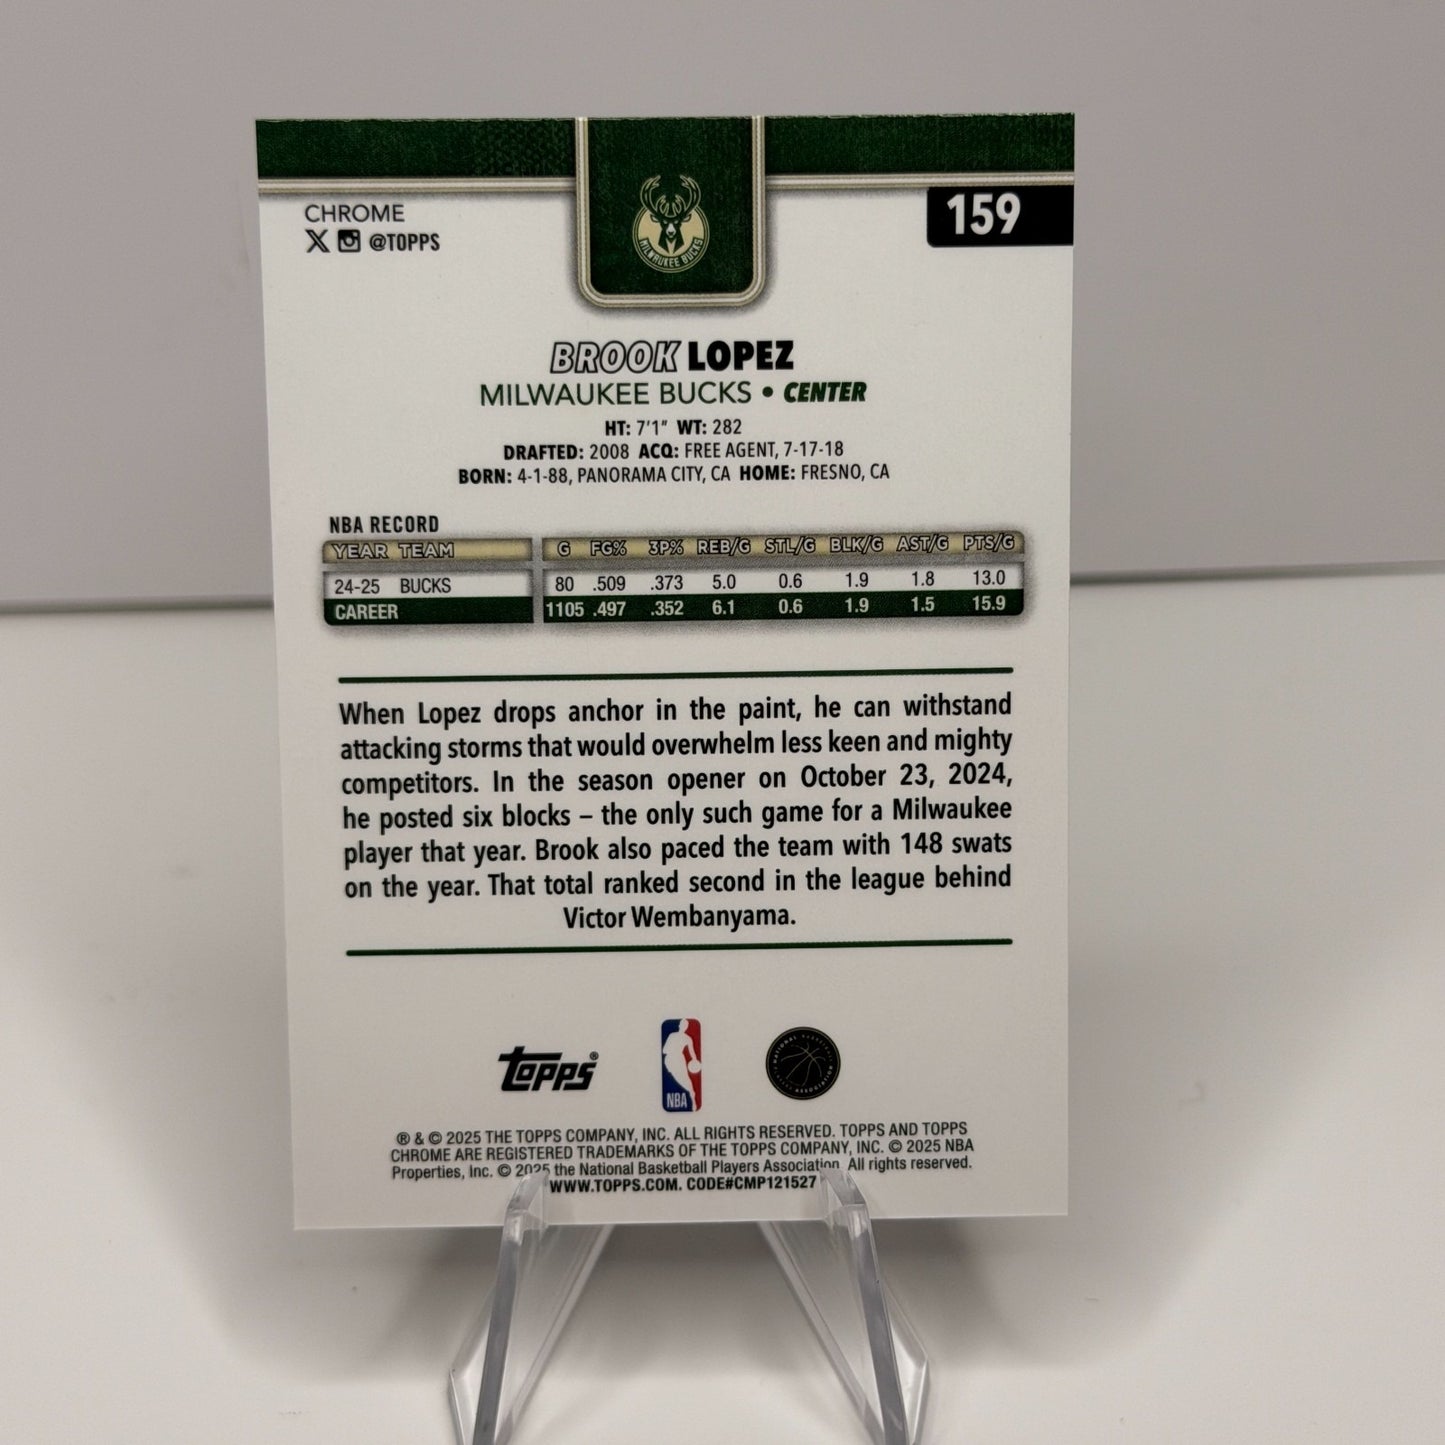 CHROME
X @TOPPS
MILWAUKEE BUCKS
159
BROOK LOPEZ
MILWAUKEE BUCKS • CENTER
HT: 7'1" WT: 282
DRAFTED: 2008 ACQ: FREE AGENT, 7-17-18
BORN: 4-1-88, PANORAMA CITY, CA HOME: FRESNO, CA
NBA RECORD
YEAR TEAM G FG% 3P% REB/G STL/G BLK/G AST/G PTS/G
24-25 BUCKS 80 .509 .373 5.0 0.6 1.9 1.8 13.0
CAREER 1105 .497 .352 6.1 0.6 1.9 1.5 15.9
When Lopez drops anchor in the paint, he can withstand
attacking storms that would overwhelm less keen and mighty
competitors. In the season opener on October 23, 2024,
he posted six blocks – the only such game for a Milwaukee
player that year. Brook also paced the team with 148 swats
on the year. That total ranked second in the league behind
Victor Wembanyama.
Topps®
NBA
NATIONAL BASKETBALL ASSOCIATION
® & © 2025 THE TOPPS COMPANY, INC. ALL RIGHTS RESERVED. TOPPS AND TOPPS
CHROME ARE REGISTERED TRADEMARKS OF THE TOPPS COMPANY, INC. © 2025 NBA
Properties, Inc. © 2025 the National Basketball Players Association. All rights reserved.
WWW.TOPPS.COM. CODE#CMP121527